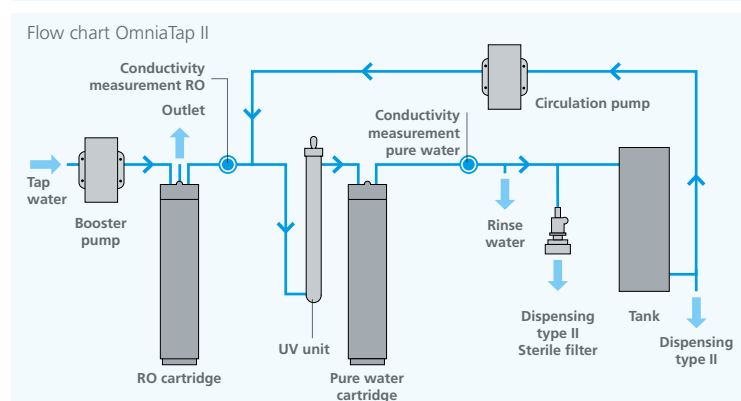 Flow chart OmniaTap II
Conductivity
measurement RO
Outlet
Circulation pump
Conductivity
measurement
pure water
Tap
water
Booster
pump
Rinse
water
UV unit
Dispensing
type II
Sterile filter
Tank
Dispensing
type II
RO cartridge
Pure water
cartridge